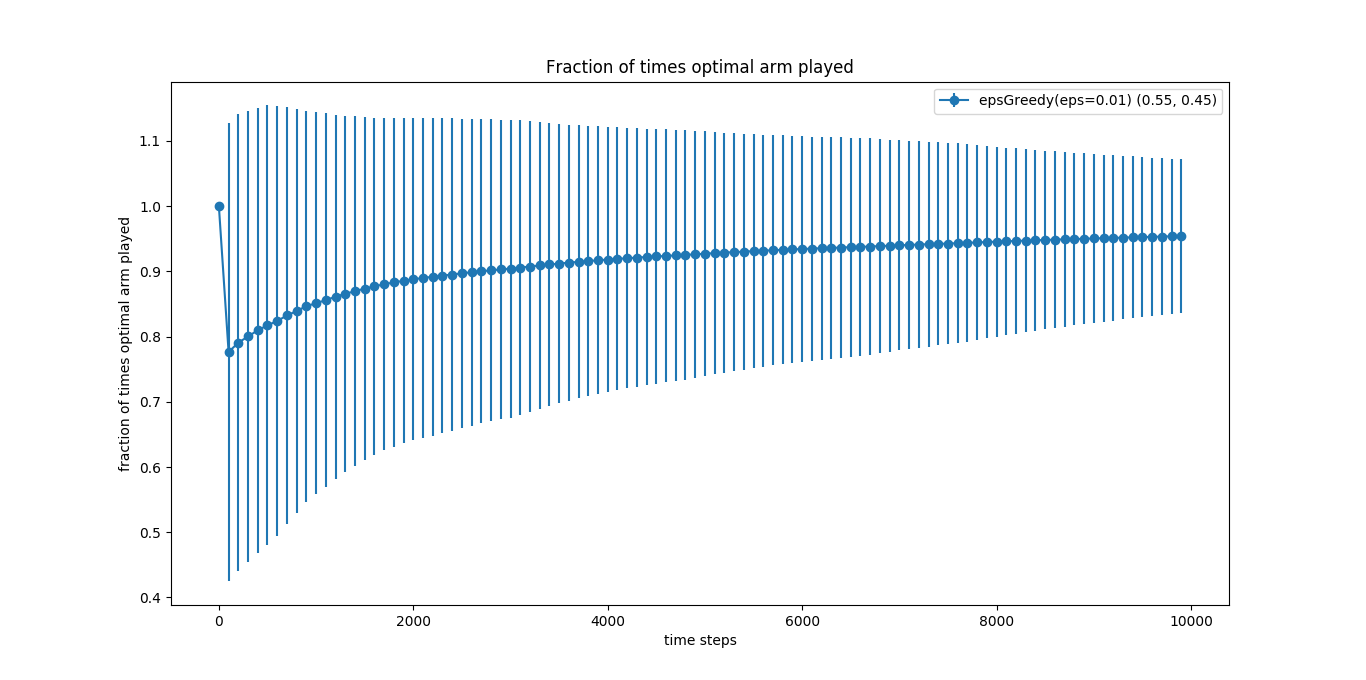 Fraction of times optimal arm played
epsGreedy(eps=0.01) (0.55, 0.45)
fraction of times optimal arm played
1.1
1.0
0.9
0.8
0.7
0.6
0.5
0.4
0 2000 4000 6000 8000 10000
time steps